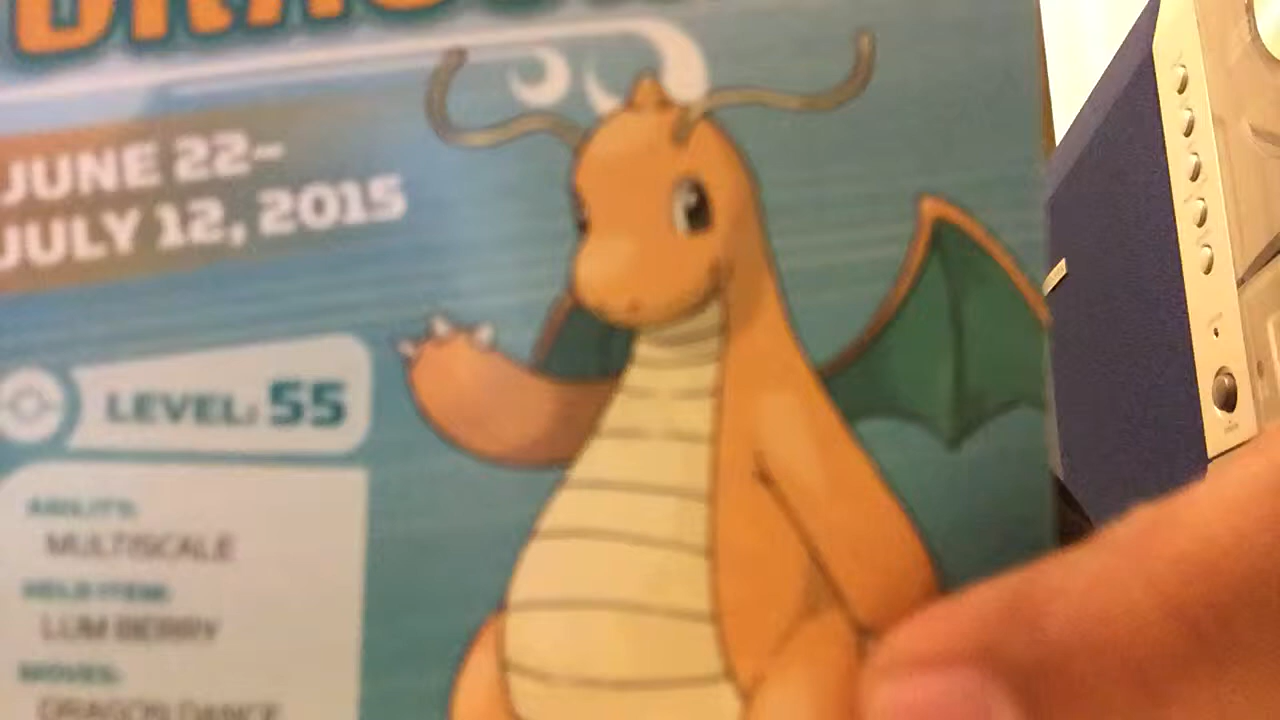 JUNE 22-
JULY 12, 2015
LEVEL: 55
ABILITY:
MULTISCALE
HELD ITEM:
LUM BERRY
MOVES:
DRAGON DANCE